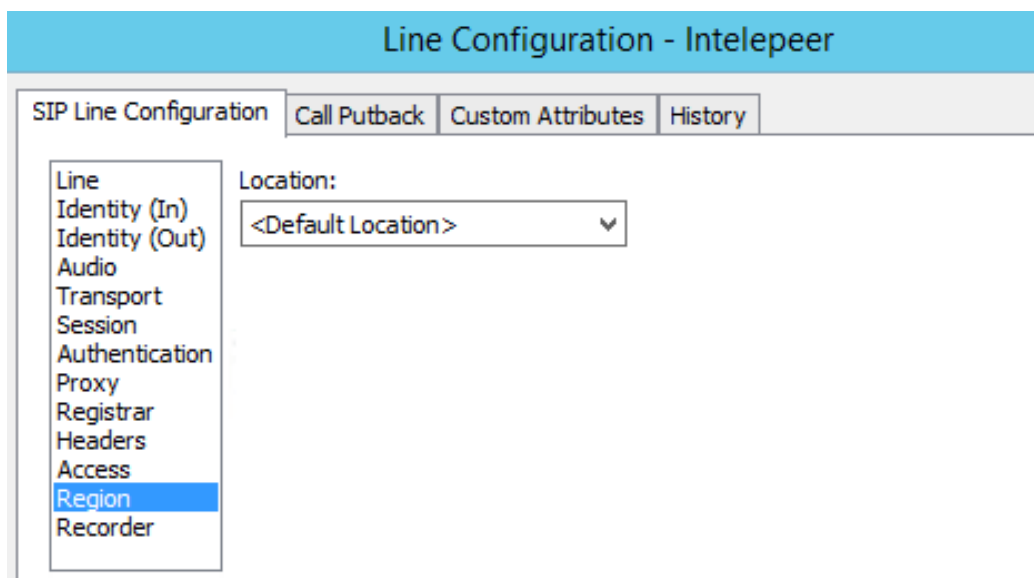 Line Configuration - Intelepeer
SIP Line Configuration
Call Putback
Custom Attributes
History
Line
Identity (In)
Identity (Out)
Audio
Transport
Session
Authentication
Proxy
Registrar
Headers
Access
Region
Recorder
Location:
<Default Location>